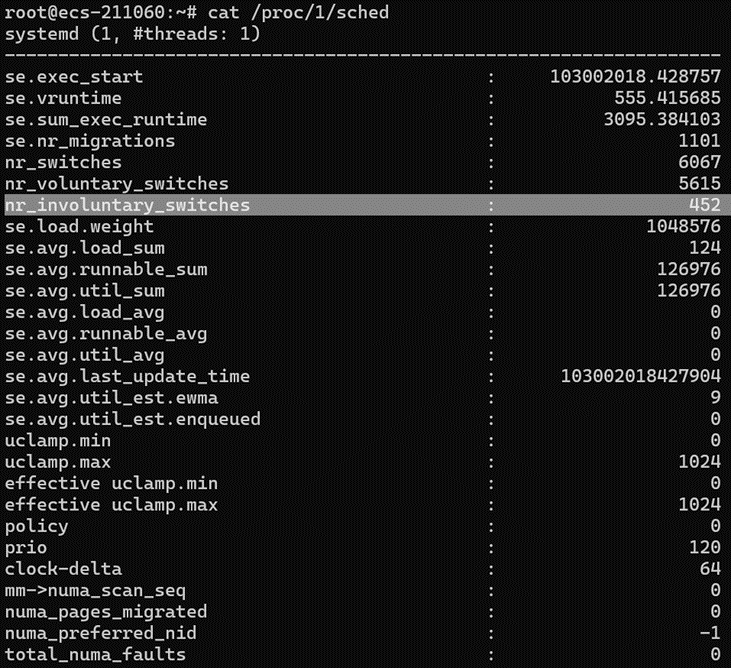 root@ecs-211060:~# cat /proc/1/sched
systemd (1, #threads: 1)
-------------------------------------------------------------------
se.exec_start : 103002018.428757
se.vruntime : 555.415685
se.sum_exec_runtime : 3095.384103
se.nr_migrations : 1101
nr_switches : 6067
nr_voluntary_switches : 5615
nr_involuntary_switches : 452
se.load.weight : 1048576
se.avg.load_sum : 124
se.avg.runnable_sum : 126976
se.avg.util_sum : 126976
se.avg.load_avg : 0
se.avg.runnable_avg : 0
se.avg.util_avg : 0
se.avg.last_update_time : 103002018427904
se.avg.util_est.ewma : 9
se.avg.util_est.enqueued : 0
uclamp.min : 0
uclamp.max : 1024
effective uclamp.min : 0
effective uclamp.max : 1024
policy : 0
prio : 120
clock-delta : 64
mm->numa_scan_seq : 0
numa_pages_migrated : 0
numa_preferred_nid : -1
total_numa_faults : 0